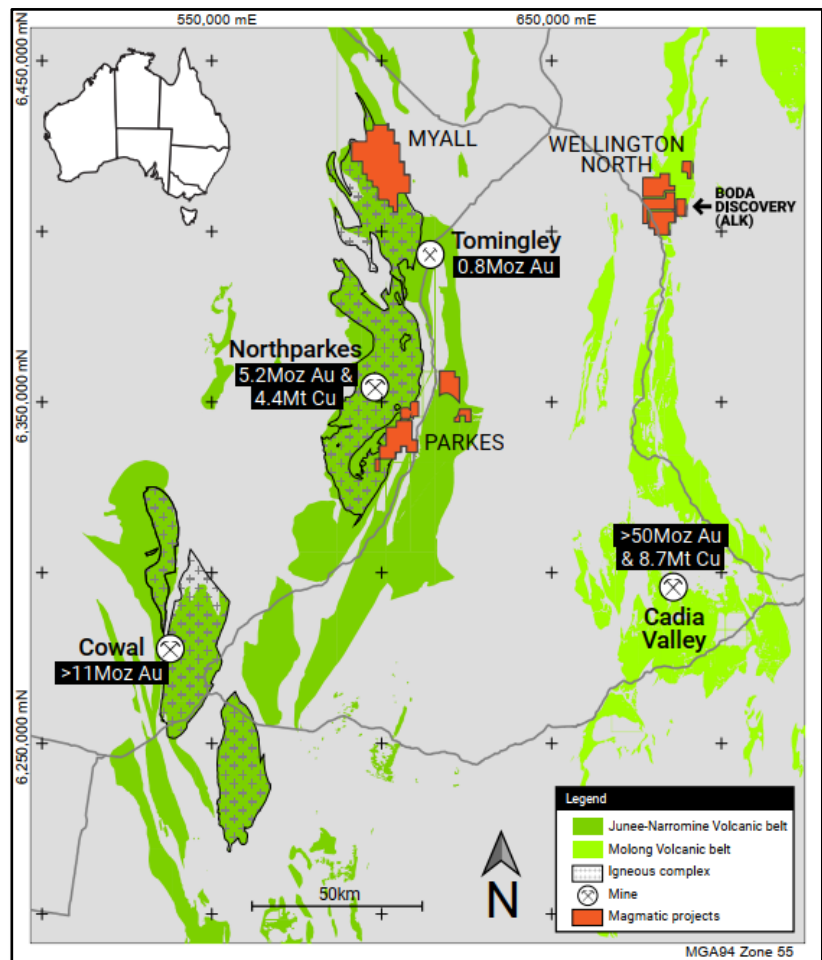 550,000 mE
650,000 mE
6,450,000 mN
MYALL
WELLINGTON
NORTH
BODA
DISCOVERY
(ALK)
Tomingley
0.8Moz Au
Northparkes
5.2Moz Au &
4.4Mt Cu
6,350,000 mN
PARKES
>50Moz Au
& 8.7Mt Cu
Cadia
Valley
Cowal
>11Moz Au
6,250,000 mN
Legend
Junee-Narromine Volcanic belt
Molong Volcanic belt
Igneous complex
Mine
Magmatic projects
50km
N
MGA94 Zone 55